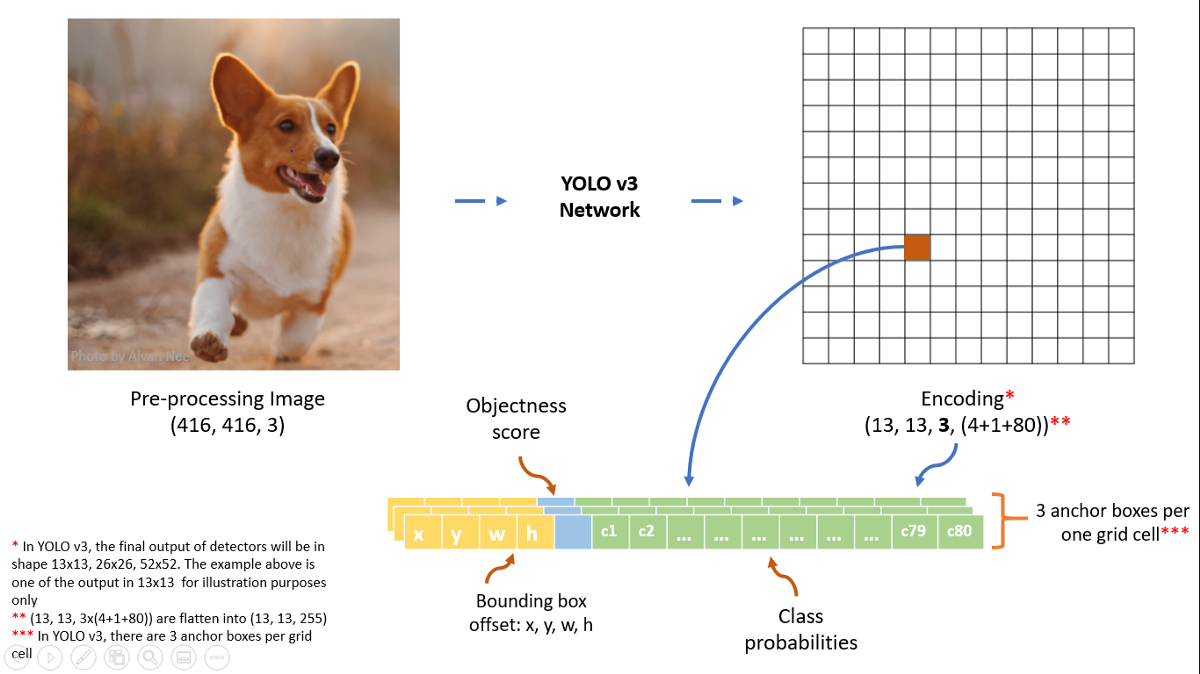 Photo by Alvan Nee
Pre-processing Image
(416, 416, 3)
YOLO v3
Network
Encoding*
(13, 13, 3, (4+1+80))**
Objectness
score
x y w h c1 c2 ... ... ... ... ... ... c79 c80
3 anchor boxes per
one grid cell***
Bounding box
offset: x, y, w, h
Class
probabilities
* In YOLO v3, the final output of detectors will be in
shape 13x13, 26x26, 52x52. The example above is
one of the output in 13x13 for illustration purposes
only
** (13, 13, 3x(4+1+80)) are flatten into (13, 13, 255)
*** In YOLO v3, there are 3 anchor boxes per grid
cell